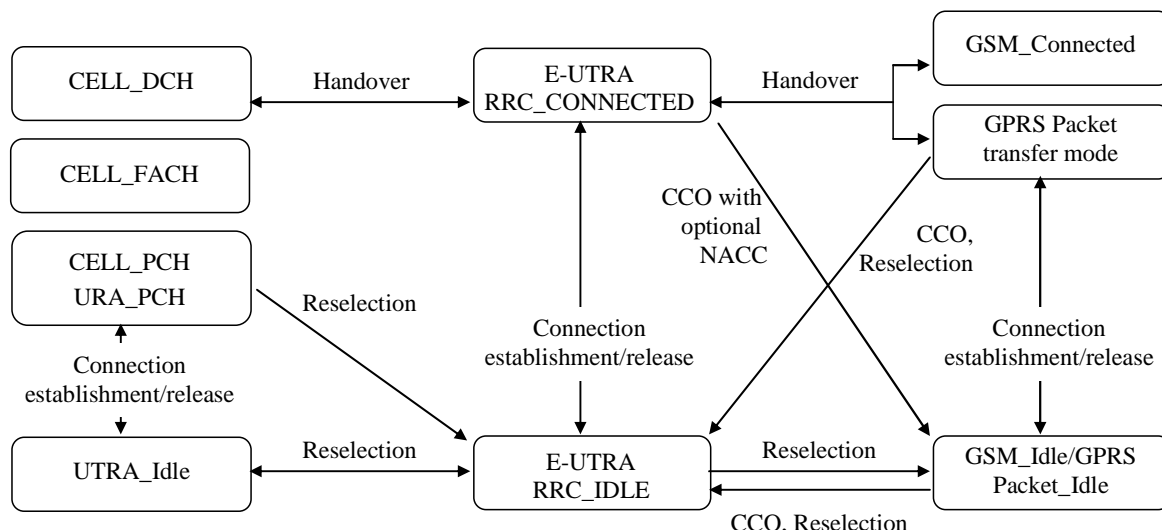 CELL_DCH
Handover
E-UTRA
RRC_CONNECTED
Handover
GSM_Connected
GPRS Packet
transfer mode
CELL_FACH
CCO with
optional
NACC
CCO,
Reselection
CELL_PCH
URA_PCH
Reselection
Connection
establishment/release
Connection
establishment/release
Connection
establishment/release
UTRA_Idle
Reselection
E-UTRA
RRC_IDLE
Reselection
GSM_Idle/GPRS
Packet_Idle
CCO, Reselection